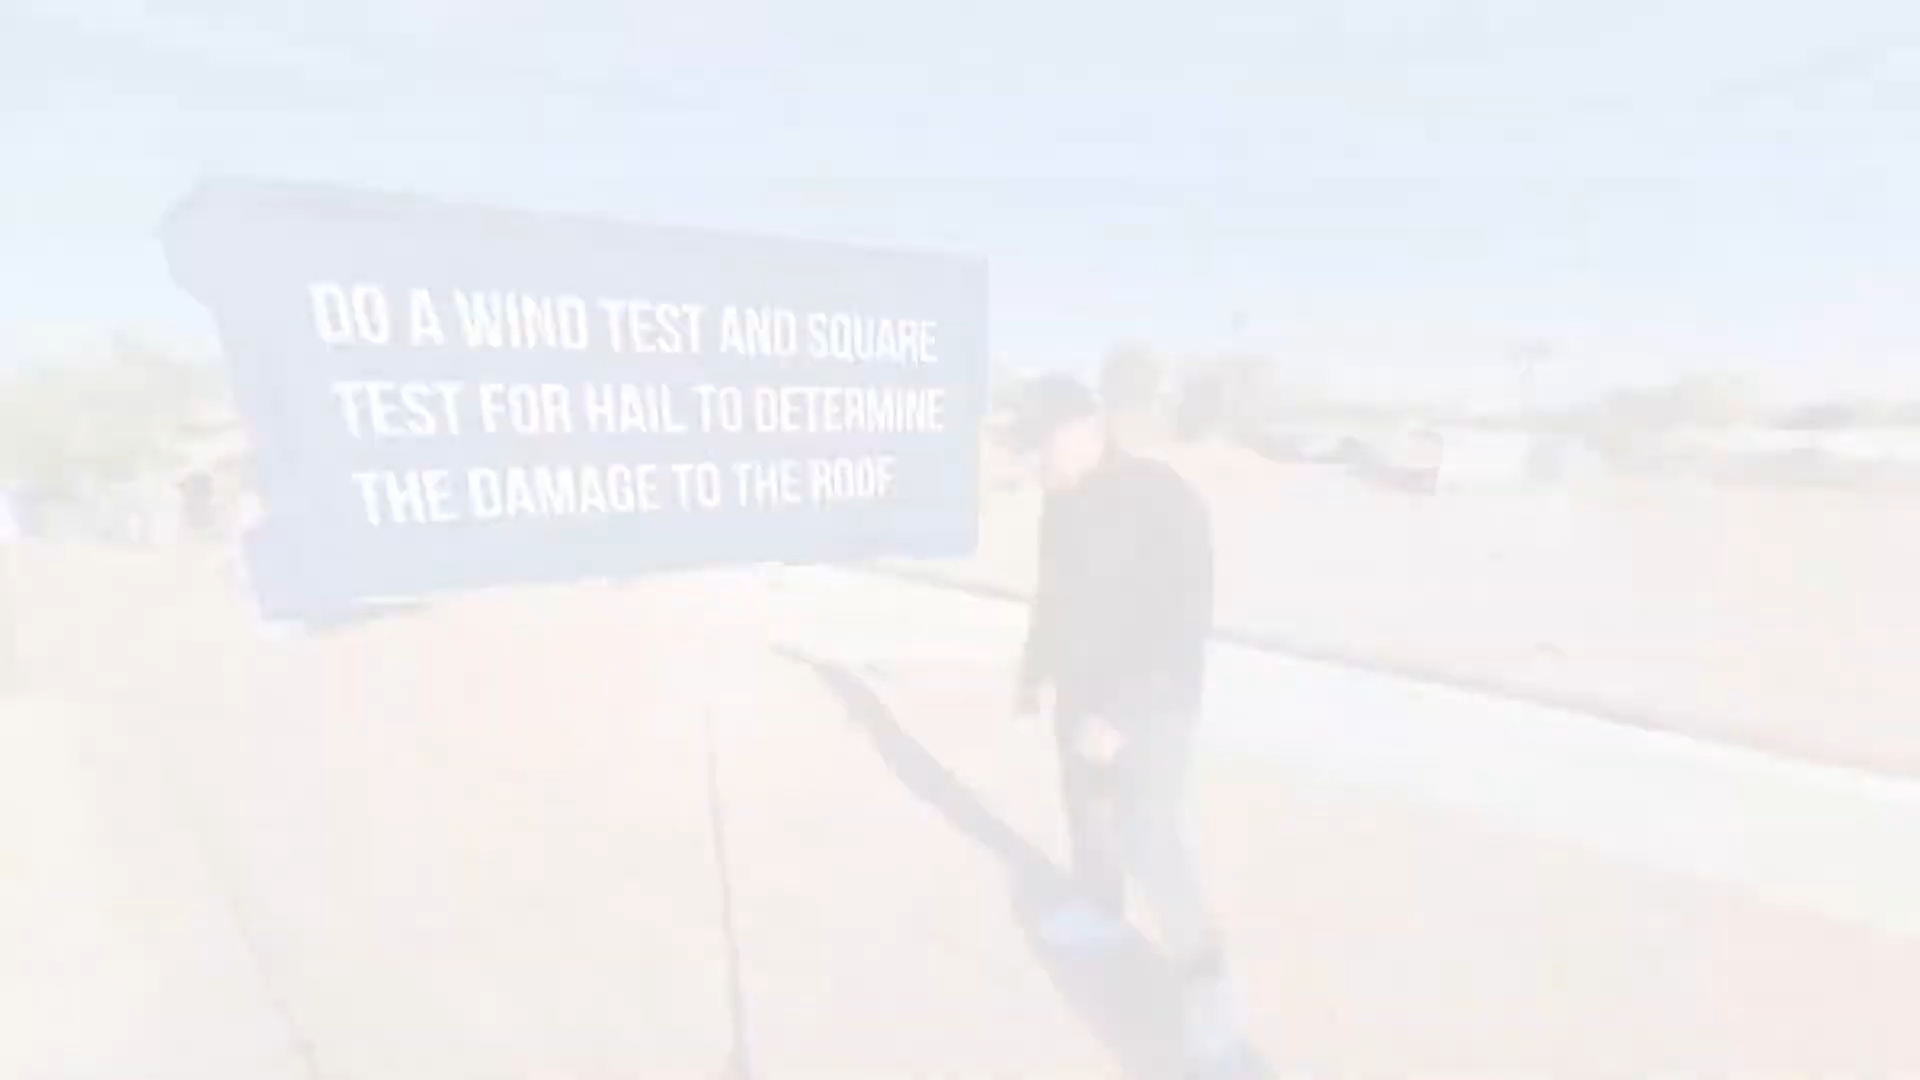 DO A WIND TEST AND SQUARE
TEST FOR HAIL TO DETERMINE
THE DAMAGE TO THE ROOF